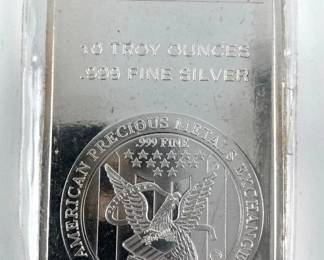 10 TROY OUNCES
.999 FINE SILVER
AMERICAN PRECIOUS METALS EXCHANGE
.999 FINE